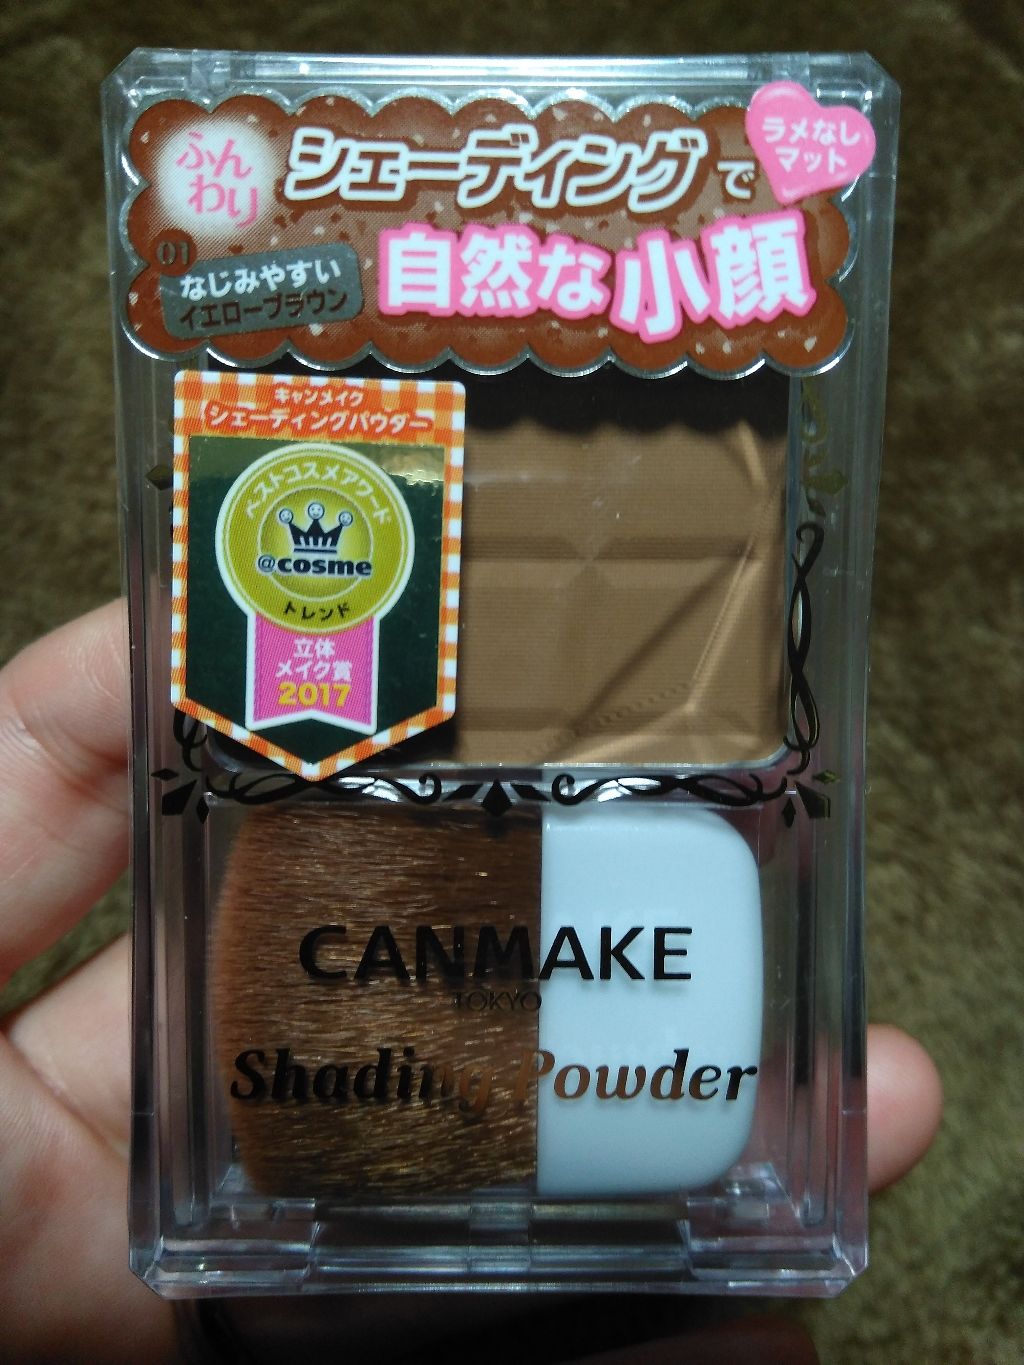 ふんわり
シェーディングで
ラメなし
マット
自然な小顔
01
なじみやすい
イエローブラウン
キャンメイク
シェーディングパウダー
ベストコスメアワード
@cosme
トレンド
立体
メイク賞
2017
CANMAKE
TOKYO
Shading Powder